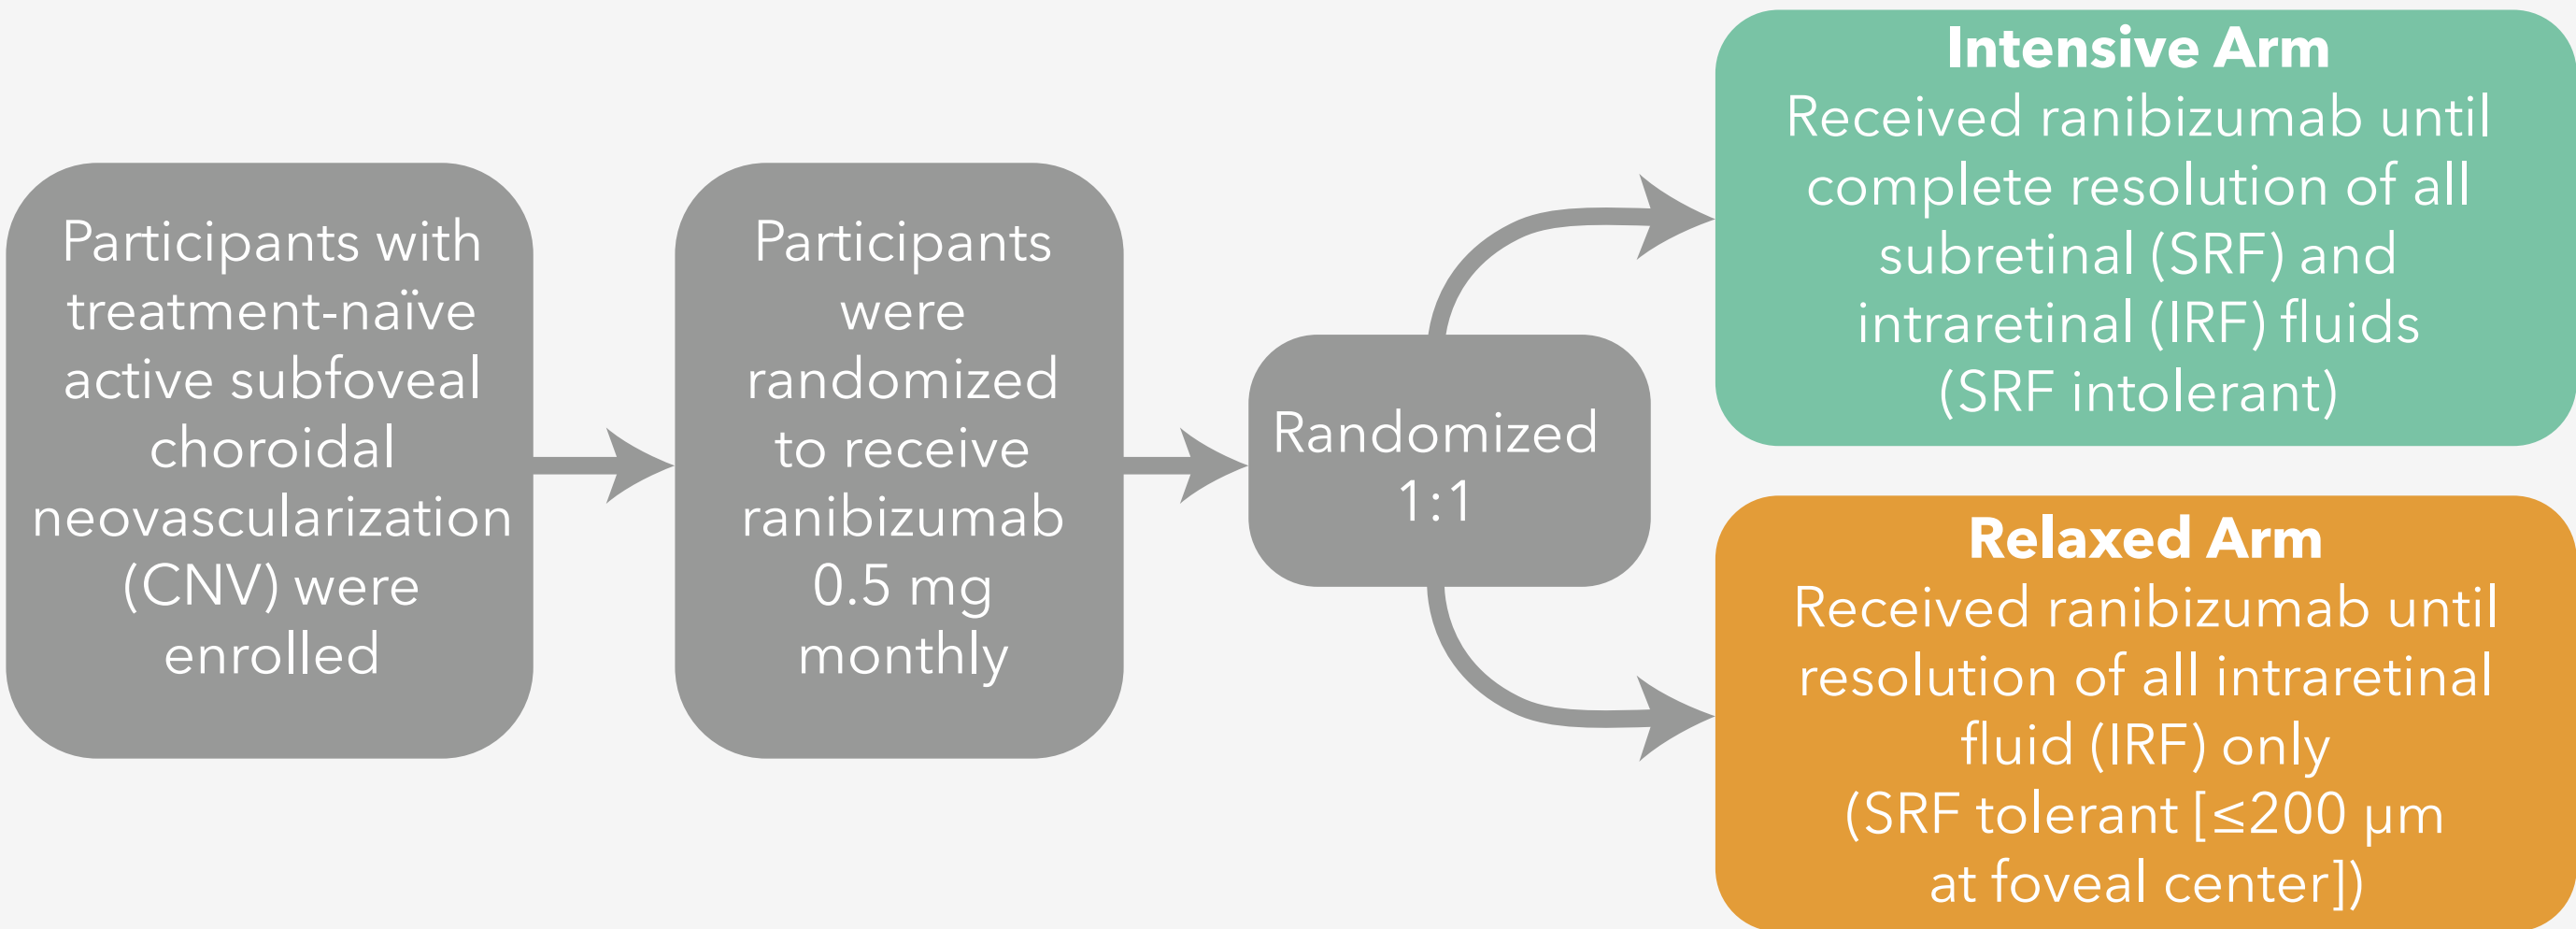 Participants with
treatment-naïve
active subfoveal
choroidal
neovascularization
(CNV) were
enrolled
Participants
were
randomized
to receive
ranibizumab
0.5 mg
monthly
Randomized
1:1
Intensive Arm
Received ranibizumab until
complete resolution of all
subretinal (SRF) and
intraretinal (IRF) fluids
(SRF intolerant)
Relaxed Arm
Received ranibizumab until
resolution of all intraretinal
fluid (IRF) only
(SRF tolerant [≤200 μm
at foveal center])